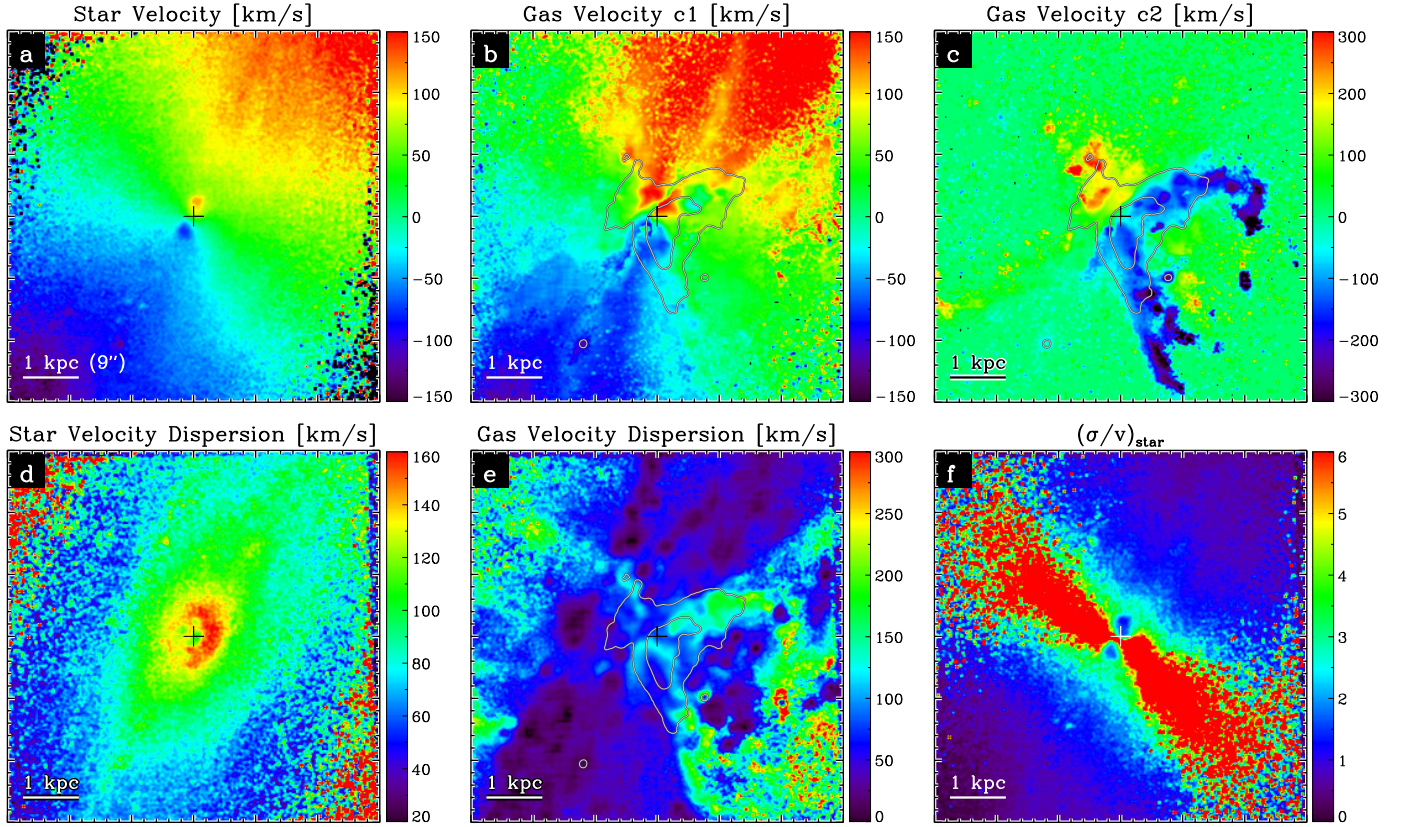 Star Velocity [km/s]
a
150
100
50
0
−50
−100
−150
1 kpc (9″)
Gas Velocity c1 [km/s]
b
150
100
50
0
−50
−100
−150
1 kpc
Gas Velocity c2 [km/s]
c
300
200
100
0
−100
−200
−300
1 kpc
Star Velocity Dispersion [km/s]
d
160
140
120
100
80
60
40
20
1 kpc
Gas Velocity Dispersion [km/s]
e
300
250
200
150
100
50
0
1 kpc
(σ/v)star
f
6
5
4
3
2
1
0
1 kpc